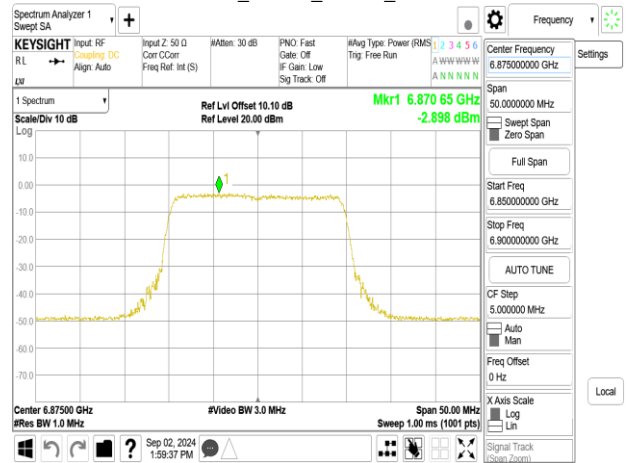 Spectrum Analyzer 1
Swept SA
+
Frequency
KEYSIGHT
RL
Input: RF
Coupling: DC
Align: Auto
Input Z: 50 Ω
Corr CCorr
Freq Ref: Int (S)
#Atten: 30 dB
PNO: Fast
Gate: Off
IF Gain: Low
Sig Track: Off
#Avg Type: Power (RMS
Trig: Free Run
1 2 3 4 5 6
A W W W W W
A N N N N N
Center Frequency
6.875000000 GHz
Settings
Span
50.0000000 MHz
Swept Span
Zero Span
Full Span
Start Freq
6.850000000 GHz
Stop Freq
6.900000000 GHz
AUTO TUNE
CF Step
5.000000 MHz
Auto
Man
Freq Offset
0 Hz
X Axis Scale
Log
Lin
Signal Track
(Span Zoom)
Local
1 Spectrum
Scale/Div 10 dB
Log
Ref Lvl Offset 10.10 dB
Ref Level 20.00 dBm
Mkr1 6.870 65 GHz
-2.898 dBm
1
10.0
0.00
-10.0
-20.0
-30.0
-40.0
-50.0
-60.0
-70.0
Center 6.87500 GHz
#Res BW 1.0 MHz
#Video BW 3.0 MHz
Span 50.00 MHz
Sweep 1.00 ms (1001 pts)
?
Sep 02, 2024
1:59:37 PM